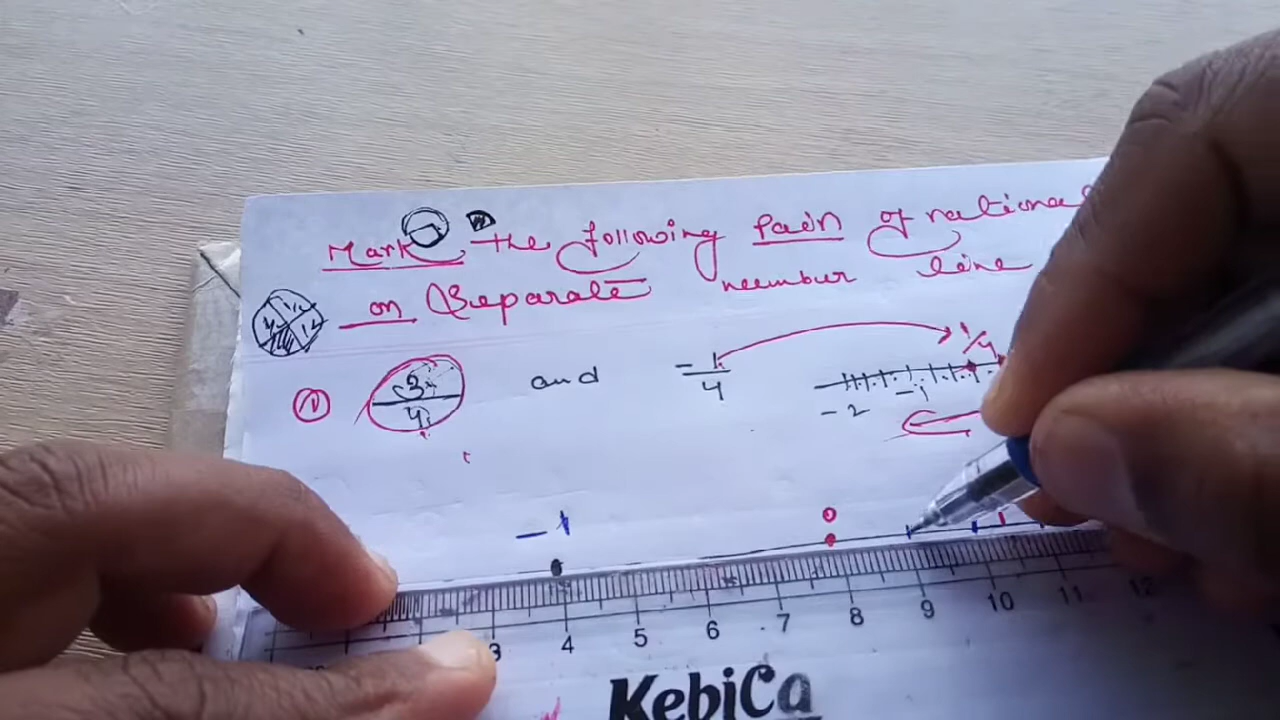 Mark the following Pair of rational
on Separate number line
① 3/4 and -1/4
1/4
-2 -1
-1 0
3 4 5 6 7 8 9 10 11 12
KebiCa